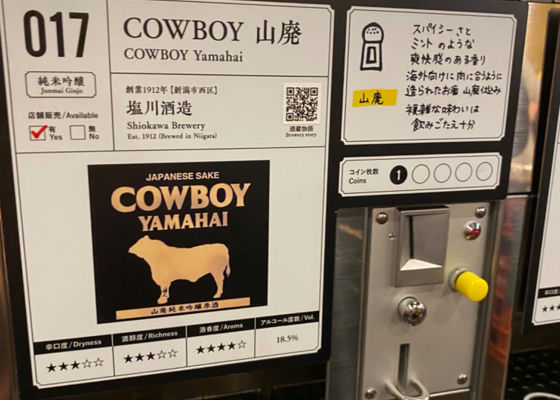 017
COWBOY 山廃
COWBOY Yamahai
純米吟醸
Junmai Ginjo
店舗販売/Available
有
Yes
無
No
創業1912年【新潟市西区】
塩川酒造
Shiokawa Brewery
Est. 1912 (Brewed in Niigata)
酒蔵物語
Brewery story
JAPANESE SAKE
COWBOY
YAMAHAI
山廃純米吟醸原酒
辛口度/Dryness
★★★☆☆
濃醇度/Richness
★★★☆☆
酒香度/Aroma
★★★★☆
アルコール度数/Vol.
18.5%
スパイシーさと
ミントのような
爽快感のある香り
海外向けに肉に合うように
造られたお酒 山廃仕込み
複雑な味わいは
飲みごたえ十分
山廃
コイン枚数
Coins
1